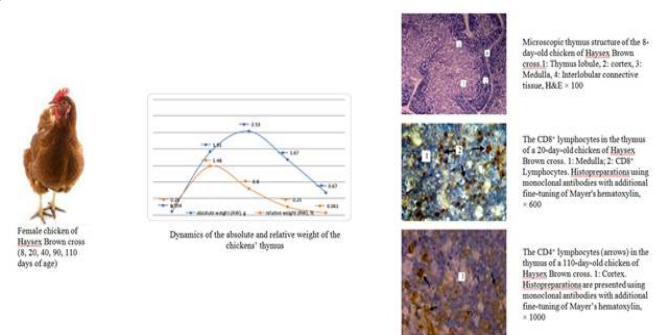 Female chicken of
Haysex Brown cross
(8, 20, 40, 90, 110
days of age)
1.91
2.53
1.67
0.67
1.48
0.8
0.25
absolute weight (AW), g
relative weight (RW), %
Dynamics of the absolute and relative weight of the
chickens' thymus
Microscopic thymus structure of the 8-
day-old chicken of Haysex Brown
cross.1: Thymus lobule, 2: cortex, 3:
Medulla, 4: Interlobular connective
tissue, H&E × 100
1
2
The CD8⁺ lymphocytes in the thymus
of a 20-day-old chicken of Haysex
Brown cross. 1: Medulla; 2: CD8⁺
Lymphocytes. Histopreparations using
monoclonal antibodies with additional
fine-tuning of Mayer's hematoxylin,
× 600
1
The CD4⁺ lymphocytes (arrows) in the
thymus of a 110-day-old chicken of
Haysex Brown cross. 1: Cortex.
Histopreparations are presented using
monoclonal antibodies with additional
fine-tuning of Mayer's hematoxylin,
× 1000